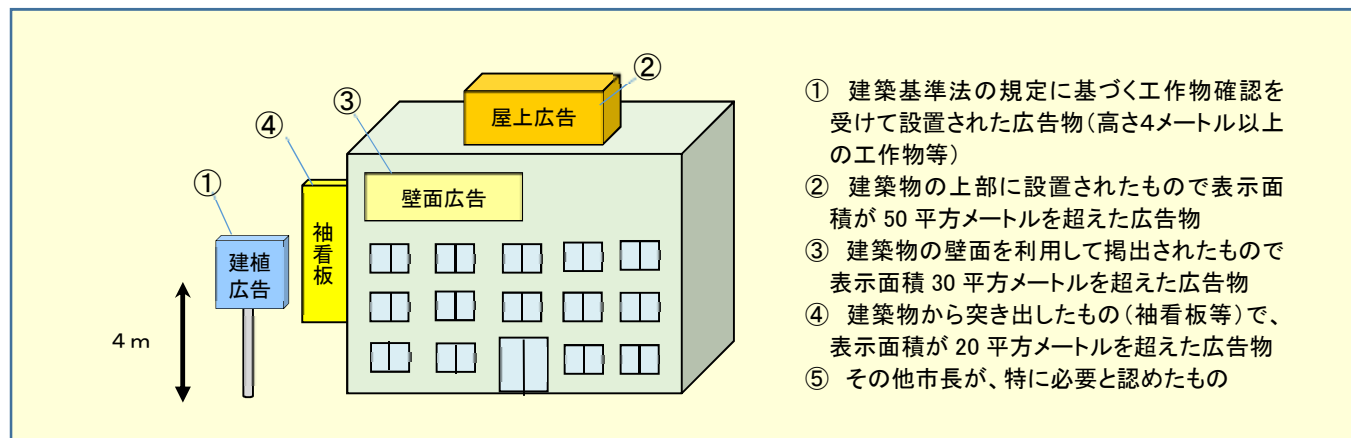 ②
屋上広告
③
④
壁面広告
①
袖看板
建植
広告
4m
① 建築基準法の規定に基づく工作物確認を
受けて設置された広告物(高さ4メートル以上
の工作物等)
② 建築物の上部に設置されたもので表示面
積が 50 平方メートルを超えた広告物
③ 建築物の壁面を利用して掲出されたもので
表示面積 30 平方メートルを超えた広告物
④ 建築物から突き出したもの(袖看板等)で、
表示面積が 20 平方メートルを超えた広告物
⑤ その他市長が、特に必要と認めたもの